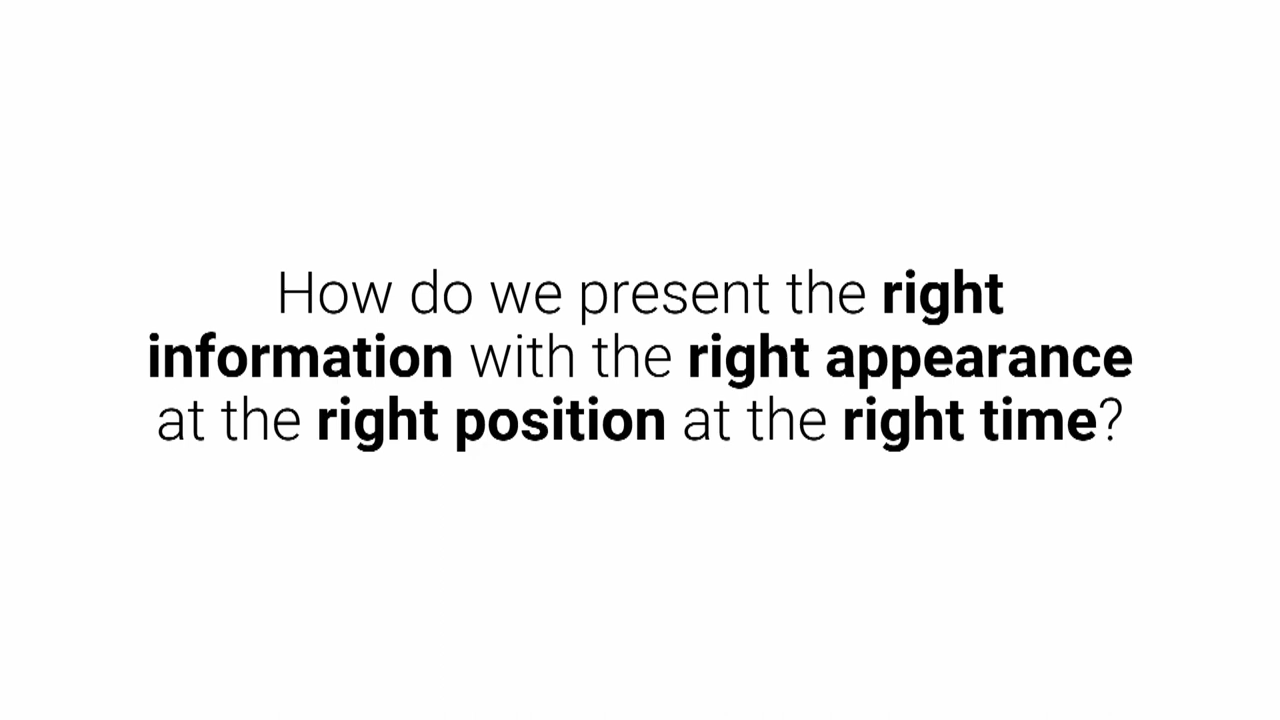 How do we present the right
information with the right appearance
at the right position at the right time?